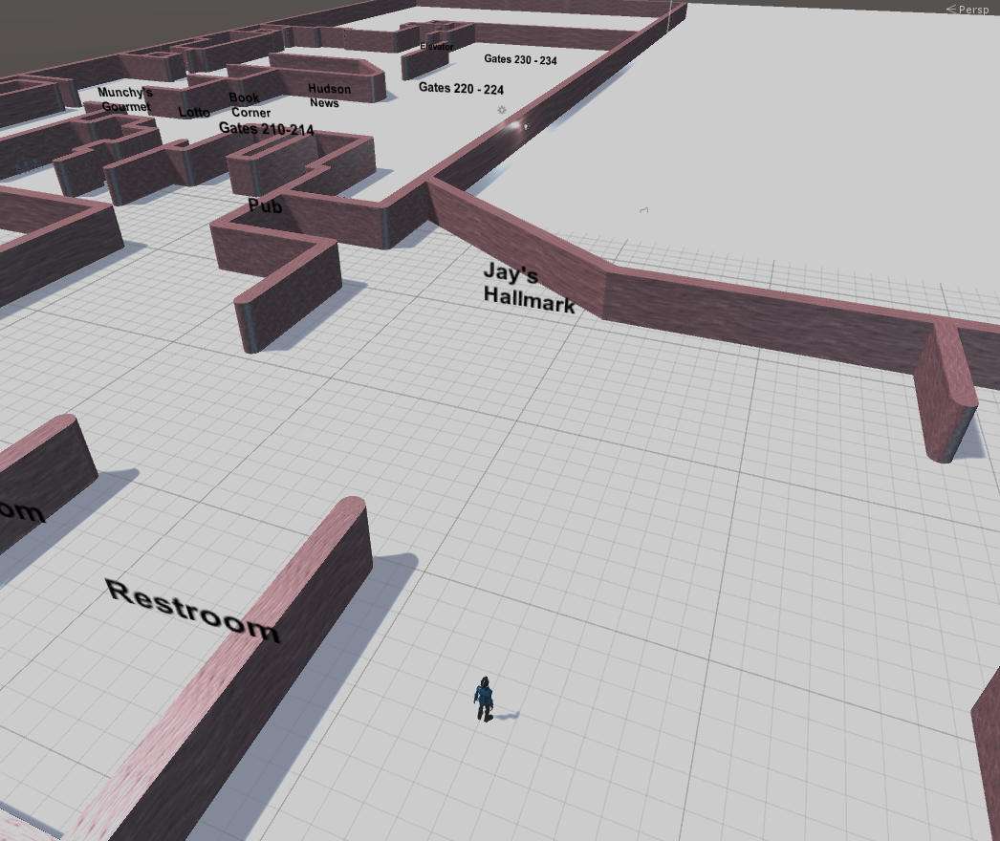 Persp
Elevator
Gates 230 - 234
Gates 220 - 224
Munchy's
Gourmet
Lotto
Book
Corner
Hudson
News
Gates 210-214
Pub
Jay's
Hallmark
om
Restroom